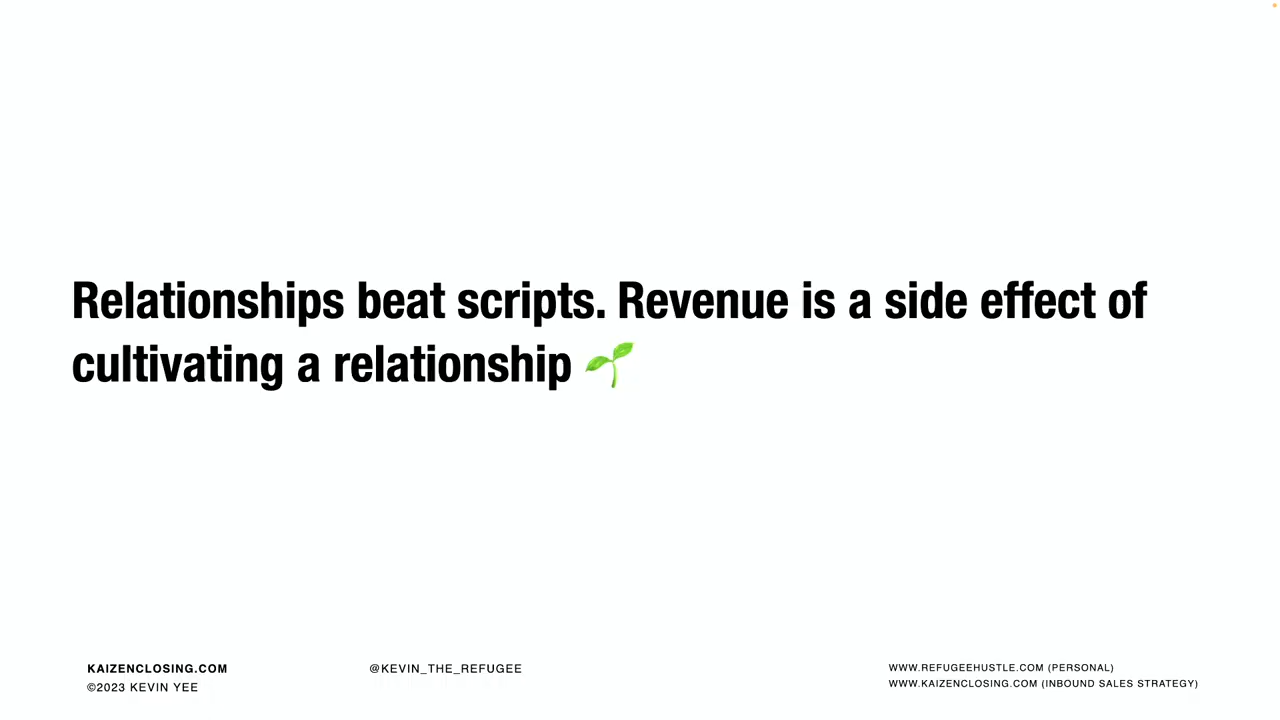 Relationships beat scripts. Revenue is a side effect of
cultivating a relationship 🌱
KAIZENCLOSING.COM
©2023 KEVIN YEE
@KEVIN_THE_REFUGEE
WWW.REFUGEEHUSTLE.COM (PERSONAL)
WWW.KAIZENCLOSING.COM (INBOUND SALES STRATEGY)